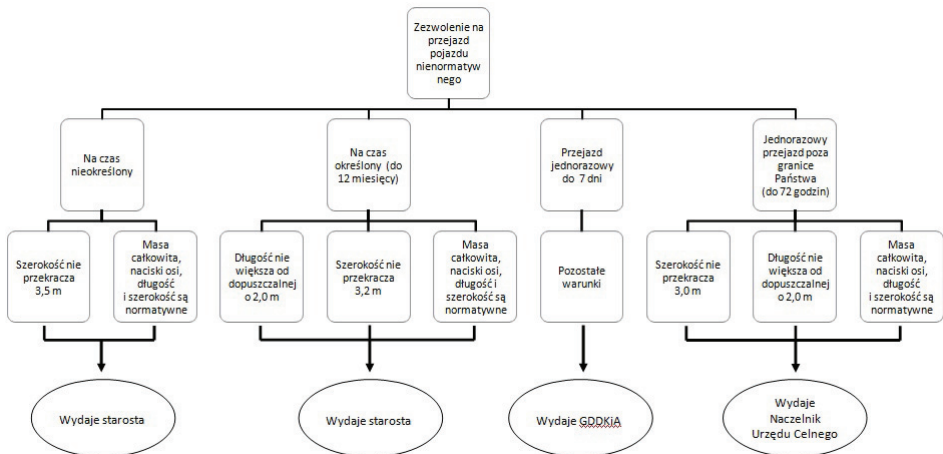 Zezwolenie na
przejazd
pojazdu
nienormatyw
nego
Na czas
nieokreślony
Na czas
określony (do
12 miesięcy)
Przejazd
jednorazowy
do 7 dni
Jednorazowy
przejazd poza
granice
Państwa
(do 72 godzin)
Szerokość nie
przekracza
3,5 m
Masa
całkowita,
naciski osi,
długość
i szerokość są
normatywne
Długość nie
większa od
dopuszczalnej
o 2,0 m
Szerokość nie
przekracza
3,2 m
Masa
całkowita,
naciski osi,
długość i
szerokość są
normatywne
Pozostałe
warunki
Szerokość nie
przekracza
3,0 m
Długość nie
większa od
dopuszczalnej
o 2,0 m
Masa
całkowita,
naciski osi,
długość
i szerokość są
normatywne
Wydaje starosta
Wydaje starosta
Wydaje GDDKiA
Wydaje
Naczelnik
Urzędu Celnego